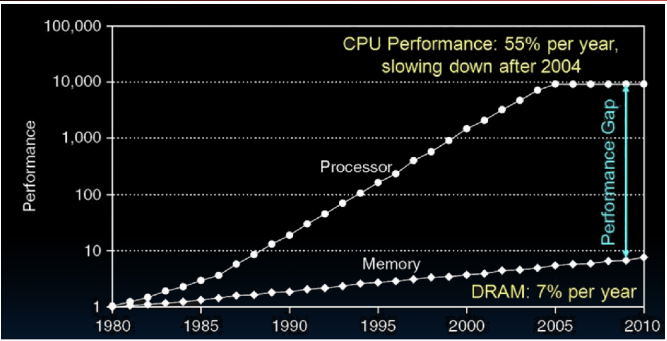 100,000
10,000
1,000
100
10
1
Performance
CPU Performance: 55% per year,
slowing down after 2004
Processor
Performance Gap
Memory
DRAM: 7% per year
1980
1985
1990
1995
2000
2005
2010